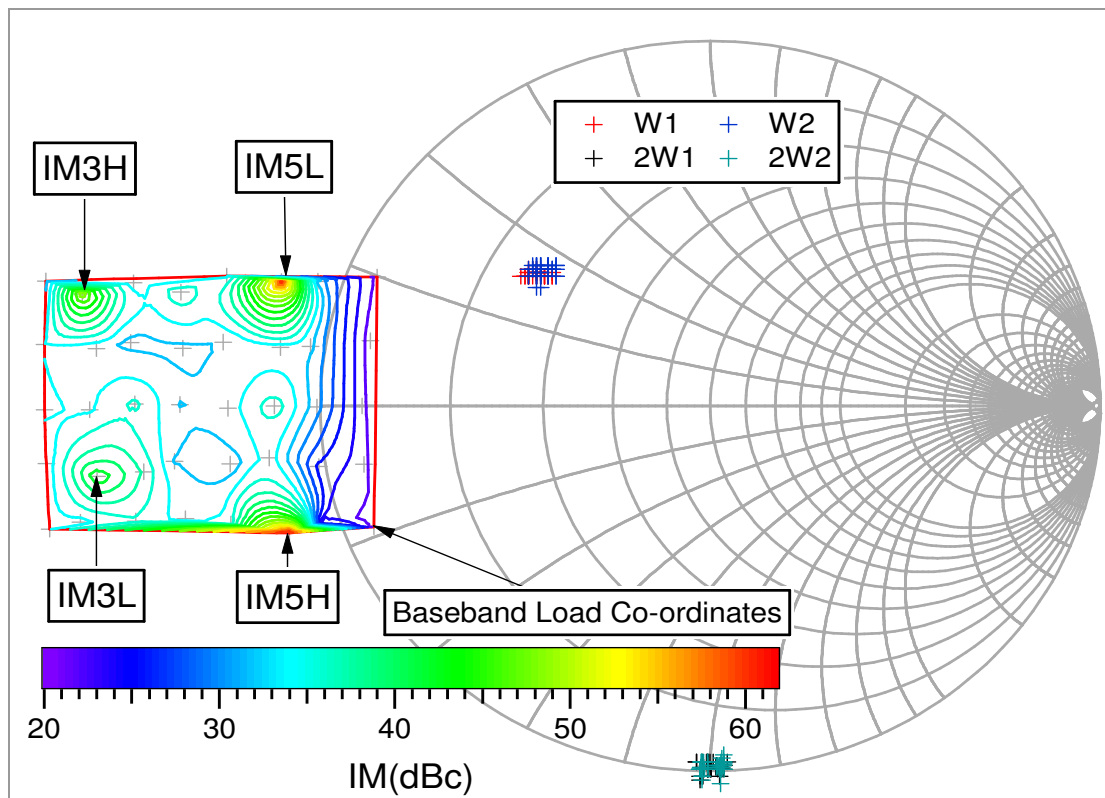 W1 W2
2W1 2W2
IM3H IM5L
IM3L IM5H
Baseband Load Co-ordinates
20 30 40 50 60
IM(dBc)